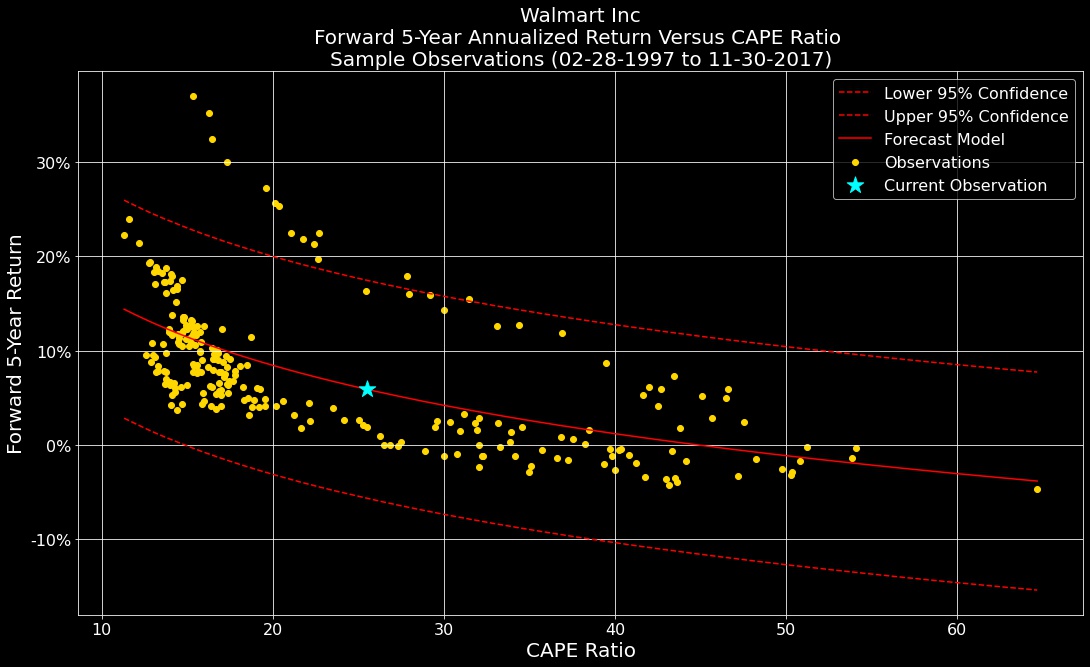 Walmart Inc
Forward 5-Year Annualized Return Versus CAPE Ratio
Sample Observations (02-28-1997 to 11-30-2017)
Lower 95% Confidence
Upper 95% Confidence
Forecast Model
Observations
Current Observation
Forward 5-Year Return
30%
20%
10%
0%
-10%
10 20 30 40 50 60
CAPE Ratio